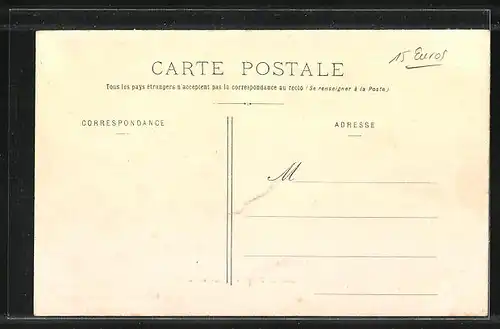 15 Euros
CARTE POSTALE
Tous les pays étrangers n'acceptent pas la correspondance au recto (Se renseigner à la Poste)
CORRESPONDANCE
ADRESSE
M